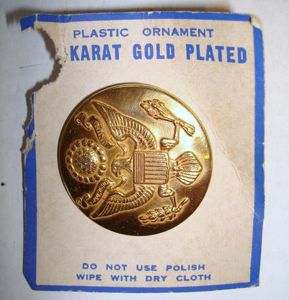 PLASTIC ORNAMENT
KARAT GOLD PLATED
DO NOT USE POLISH
WIPE WITH DRY CLOTH